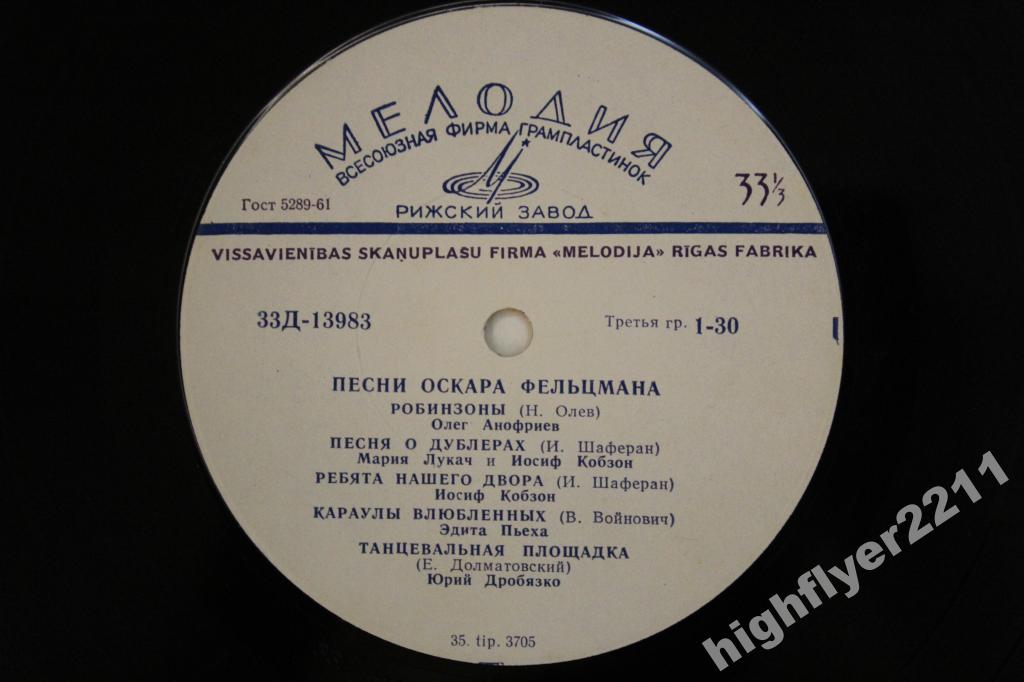 МЕЛОДИЯ
ВСЕСОЮЗНАЯ ФИРМА ГРАМПЛАСТИНОК
Гост 5289-61
33⅓
РИЖСКИЙ ЗАВОД
VISSAVIENĪBAS SKAŅUPLAŠU FIRMA «MELODIJA» RĪGAS FABRIKA
33Д-13983
Третья гр. 1-30
ПЕСНИ ОСКАРА ФЕЛЬЦМАНА
РОБИНЗОНЫ (Н. Олев)
Олег Анофриев
ПЕСНЯ О ДУБЛЕРАХ (И. Шаферан)
Мария Лукач и Иосиф Кобзон
РЕБЯТА НАШЕГО ДВОРА (И. Шаферан)
Иосиф Кобзон
КАРАУЛЫ ВЛЮБЛЕННЫХ (В. Войнович)
Эдита Пьеха
ТАНЦЕВАЛЬНАЯ ПЛОЩАДКА
(Е. Долматовский)
Юрий Дробязко
35. tip. 3705
highflyer2211